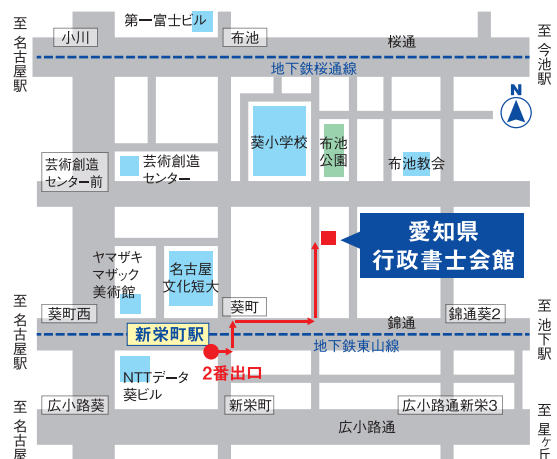 第一富士ビル
至 名古屋駅
小川
布池
桜通
至 今池駅
地下鉄桜通線
N
葵小学校
布池
公園
芸術創造
センター前
芸術創造
センター
布池教会
愛知県
行政書士会館
ヤマザキ
マザック
美術館
名古屋
文化短大
至 名古屋駅
葵町西
葵町
錦通
錦通葵2
至 池下駅
新栄町駅
地下鉄東山線
2番出口
NTTデータ
葵ビル
至 名古屋
広小路葵
新栄町
広小路通新栄3
広小路通
至 星ヶ丘